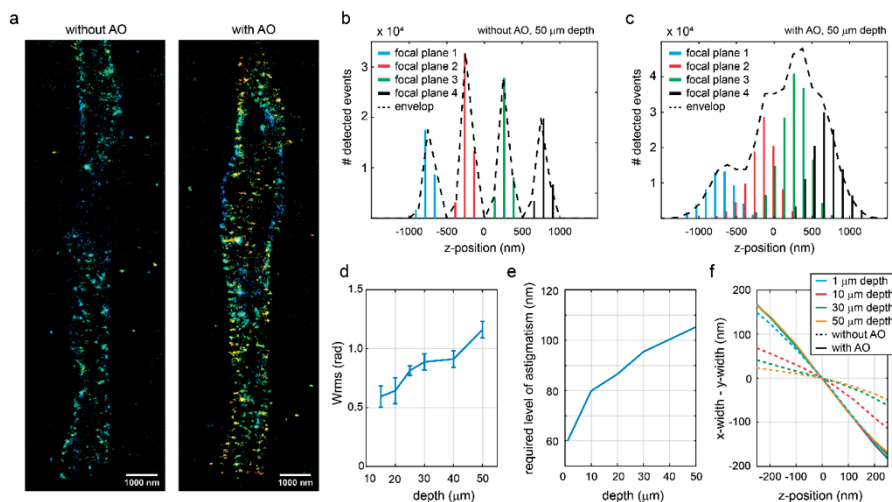 a
without AO
with AO
1000 nm
1000 nm
b
without AO, 50 μm depth
× 10⁴
focal plane 1
focal plane 2
focal plane 3
focal plane 4
envelop
# detected events
3
2
1
-1000
-500
0
500
1000
z-position (nm)
c
with AO, 50 μm depth
× 10⁴
focal plane 1
focal plane 2
focal plane 3
focal plane 4
envelop
# detected events
4
3
2
1
0
-1000
-500
0
500
1000
z-position (nm)
d
Wrms (rad)
1.5
1.0
0.5
0
10
20
30
40
50
depth (μm)
e
required level of astigmatism (nm)
120
100
80
60
0
10
20
30
40
50
depth (μm)
f
1 μm depth
10 μm depth
30 μm depth
50 μm depth
without AO
with AO
x-width - y-width (nm)
200
100
0
-100
-200
-200
-100
0
100
200
z-position (nm)